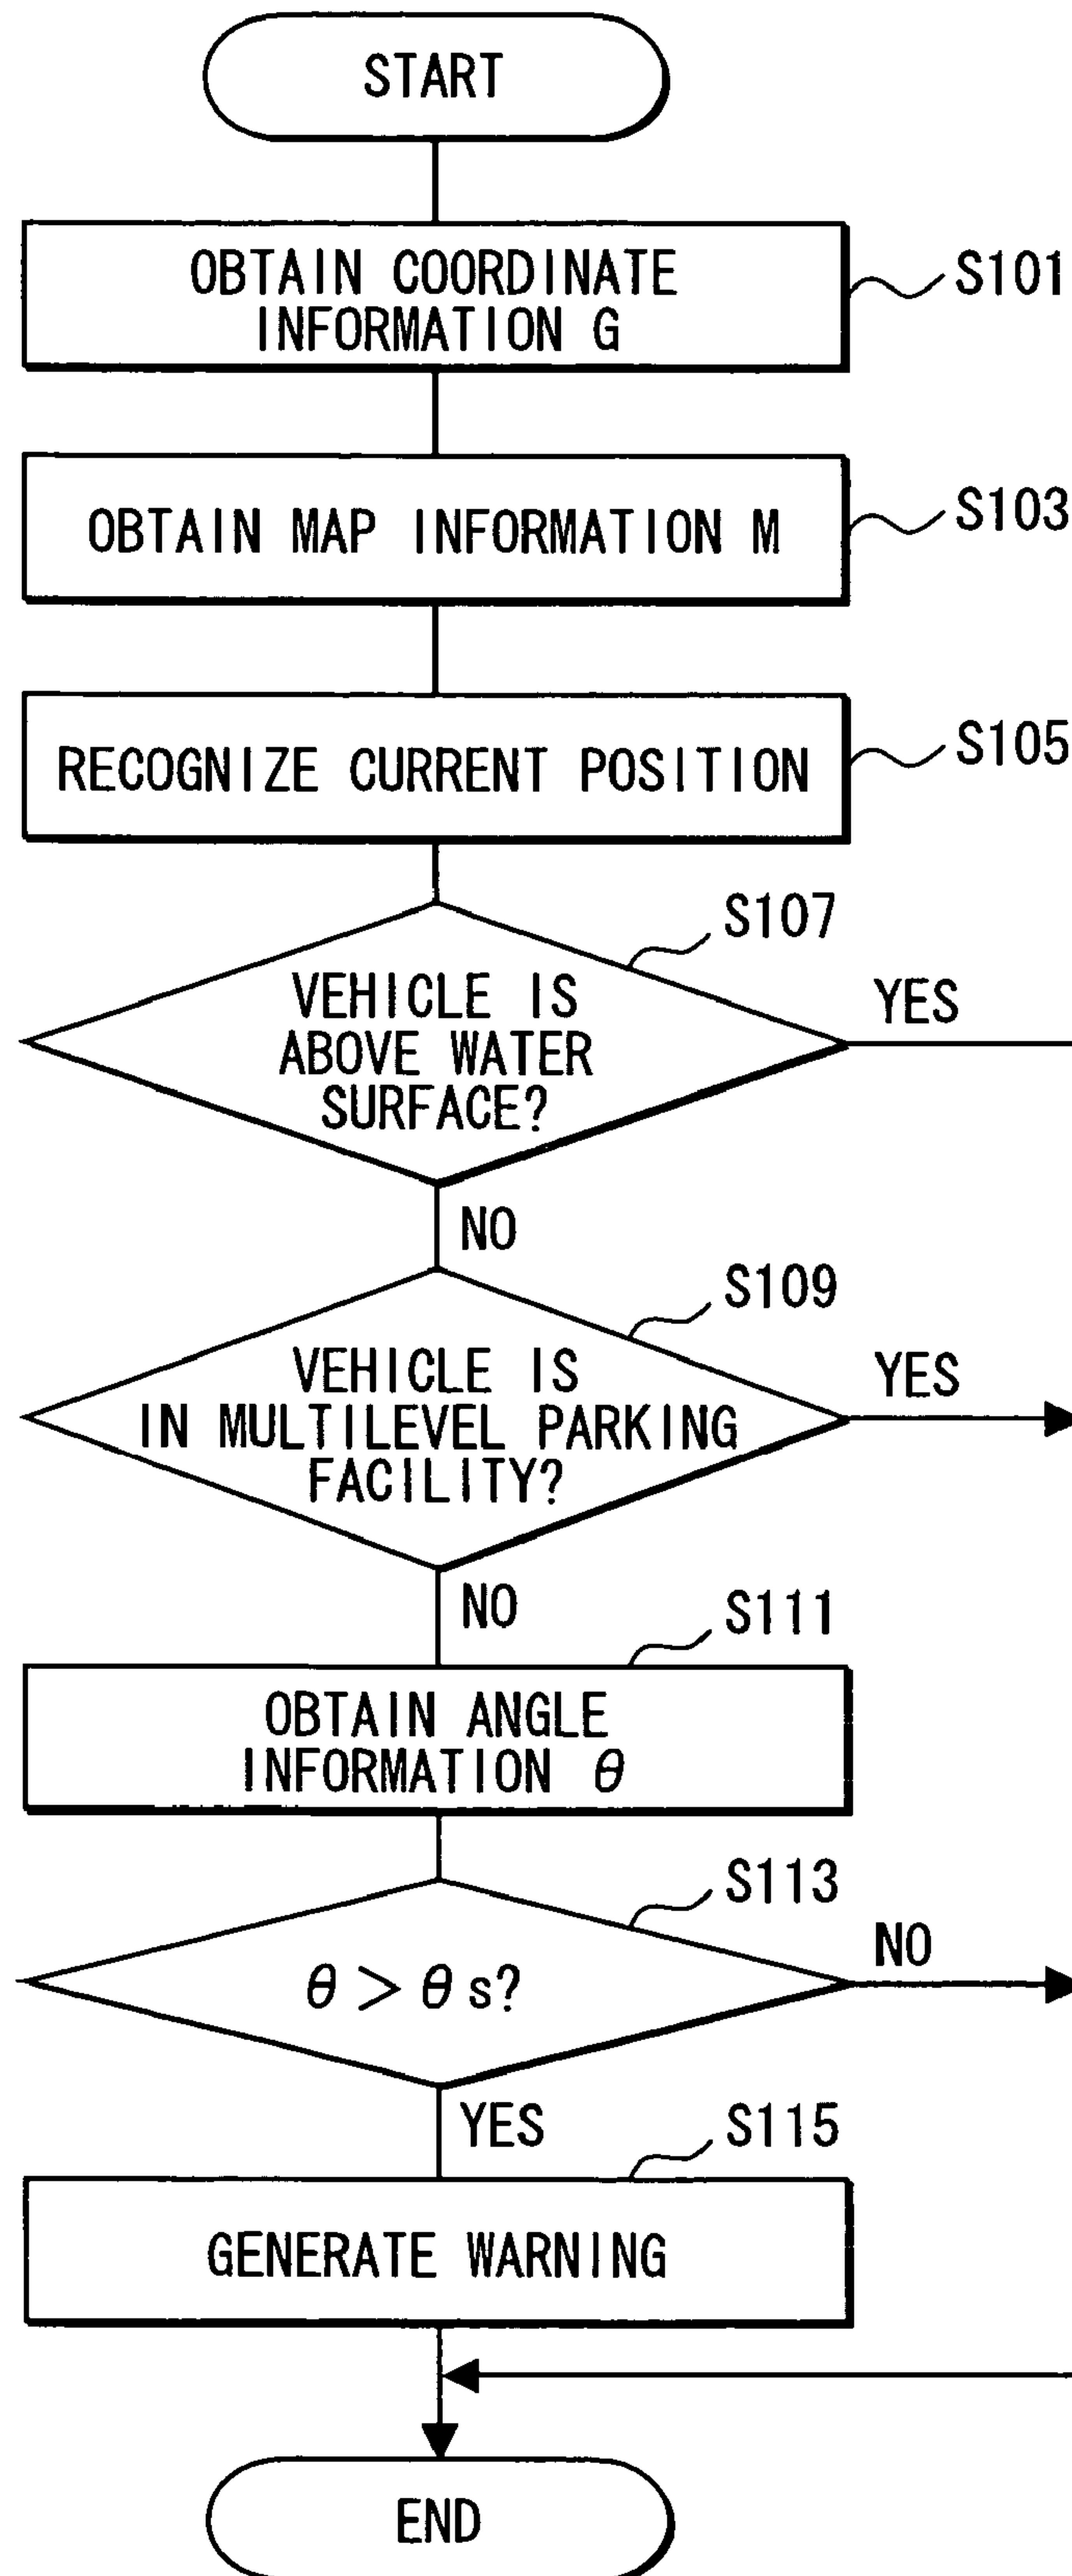 START
OBTAIN COORDINATE
INFORMATION G
S101
OBTAIN MAP INFORMATION M
S103
RECOGNIZE CURRENT POSITION
S105
S107
VEHICLE IS
ABOVE WATER
SURFACE?
YES
NO
S109
VEHICLE IS
IN MULTILEVEL PARKING
FACILITY?
YES
NO
S111
OBTAIN ANGLE
INFORMATION θ
S113
θ > θs?
NO
YES
S115
GENERATE WARNING
END